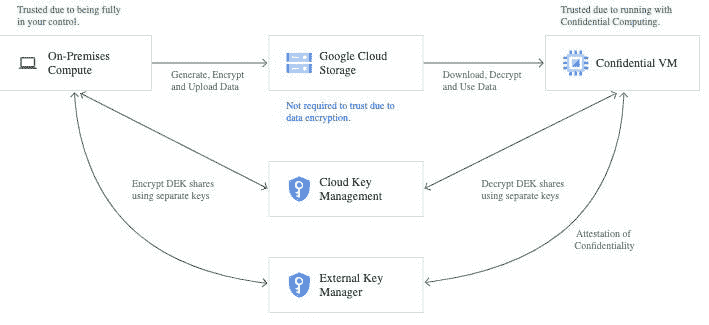 Trusted due to being fully
in your control.
Trusted due to running with
Confidential Computing.
On-Premises
Compute
Generate, Encrypt
and Upload Data
Google Cloud
Storage
Download, Decrypt
and Use Data
Confidential VM
Not required to trust due to
data encryption.
Encrypt DEK shares
using separate keys
Cloud Key
Management
Decrypt DEK shares
using separate keys
Attestation of
Confidentiality
External Key
Manager